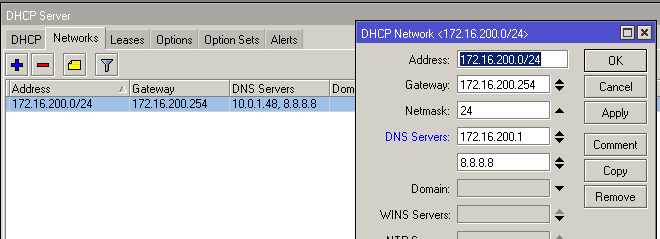 DHCP Server
DHCP Networks Leases Options Option Sets Alerts
Address Gateway DNS Servers Dom
172.16.200.0/24 172.16.200.254 10.0.1.48, 8.8.8.8
DHCP Network <172.16.200.0/24>
Address: 172.16.200.0/24 OK
Gateway: 172.16.200.254 Cancel
Netmask: 24 Apply
DNS Servers: 172.16.200.1 Comment
8.8.8.8 Copy
Domain: Remove
WINS Servers: